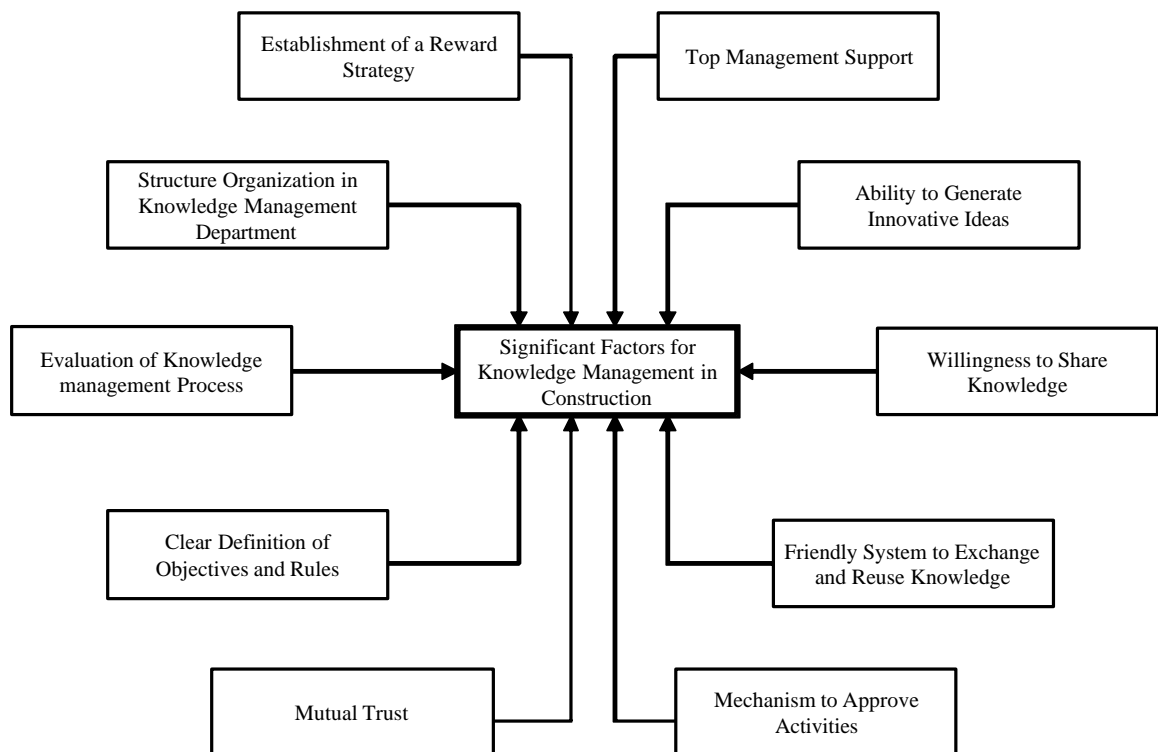 Establishment of a Reward
Strategy
Top Management Support
Structure Organization in
Knowledge Management
Department
Ability to Generate
Innovative Ideas
Evaluation of Knowledge
management Process
Significant Factors for
Knowledge Management in
Construction
Willingness to Share
Knowledge
Clear Definition of
Objectives and Rules
Friendly System to Exchange
and Reuse Knowledge
Mutual Trust
Mechanism to Approve
Activities